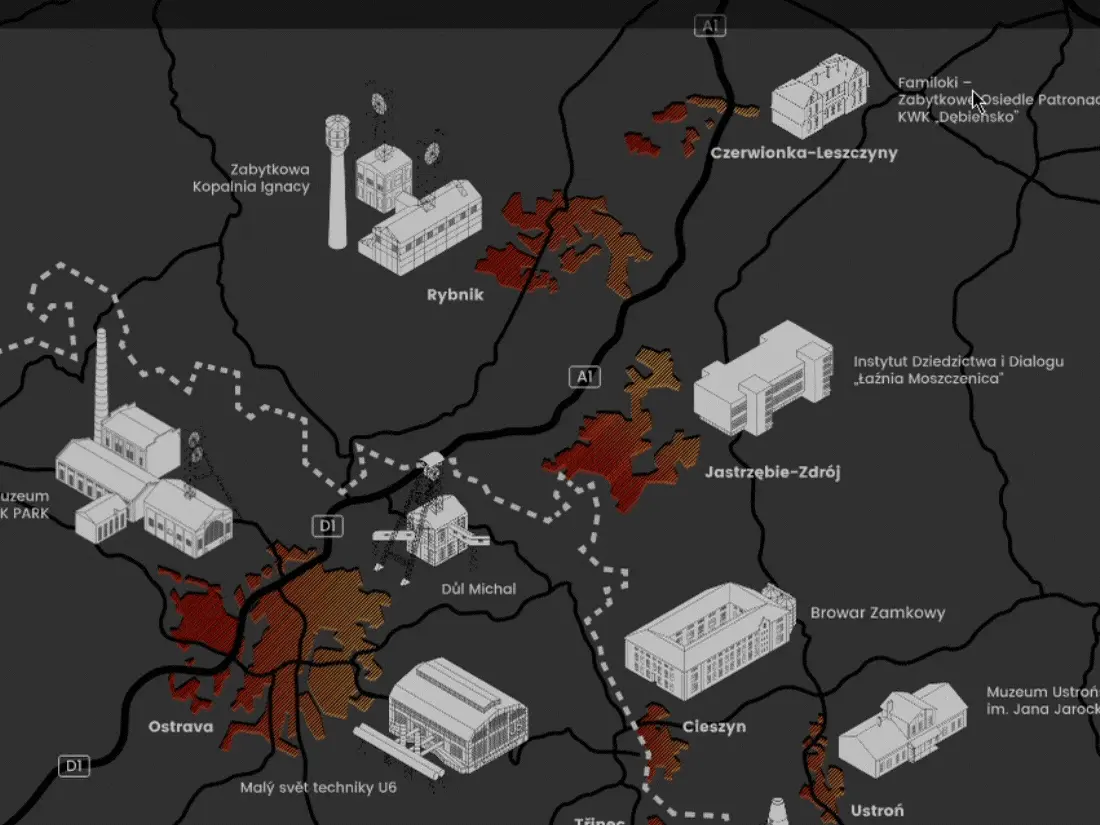 A1
Familoki –
Zabytkowe Osiedle Patronac
KWK „Dębieńsko”
Czerwionka-Leszczyny
Zabytkowa
Kopalnia Ignacy
Rybnik
A1
Instytut Dziedzictwa i Dialogu
„Łaźnia Moszczenica”
Jastrzębie-Zdrój
uzeum
K PARK
D1
Důl Michal
Browar Zamkowy
Muzeum Ustroń
im. Jana Jarock
Cieszyn
Ostrava
U6
D1
Malý svět techniky U6
Ustroń
Třinec